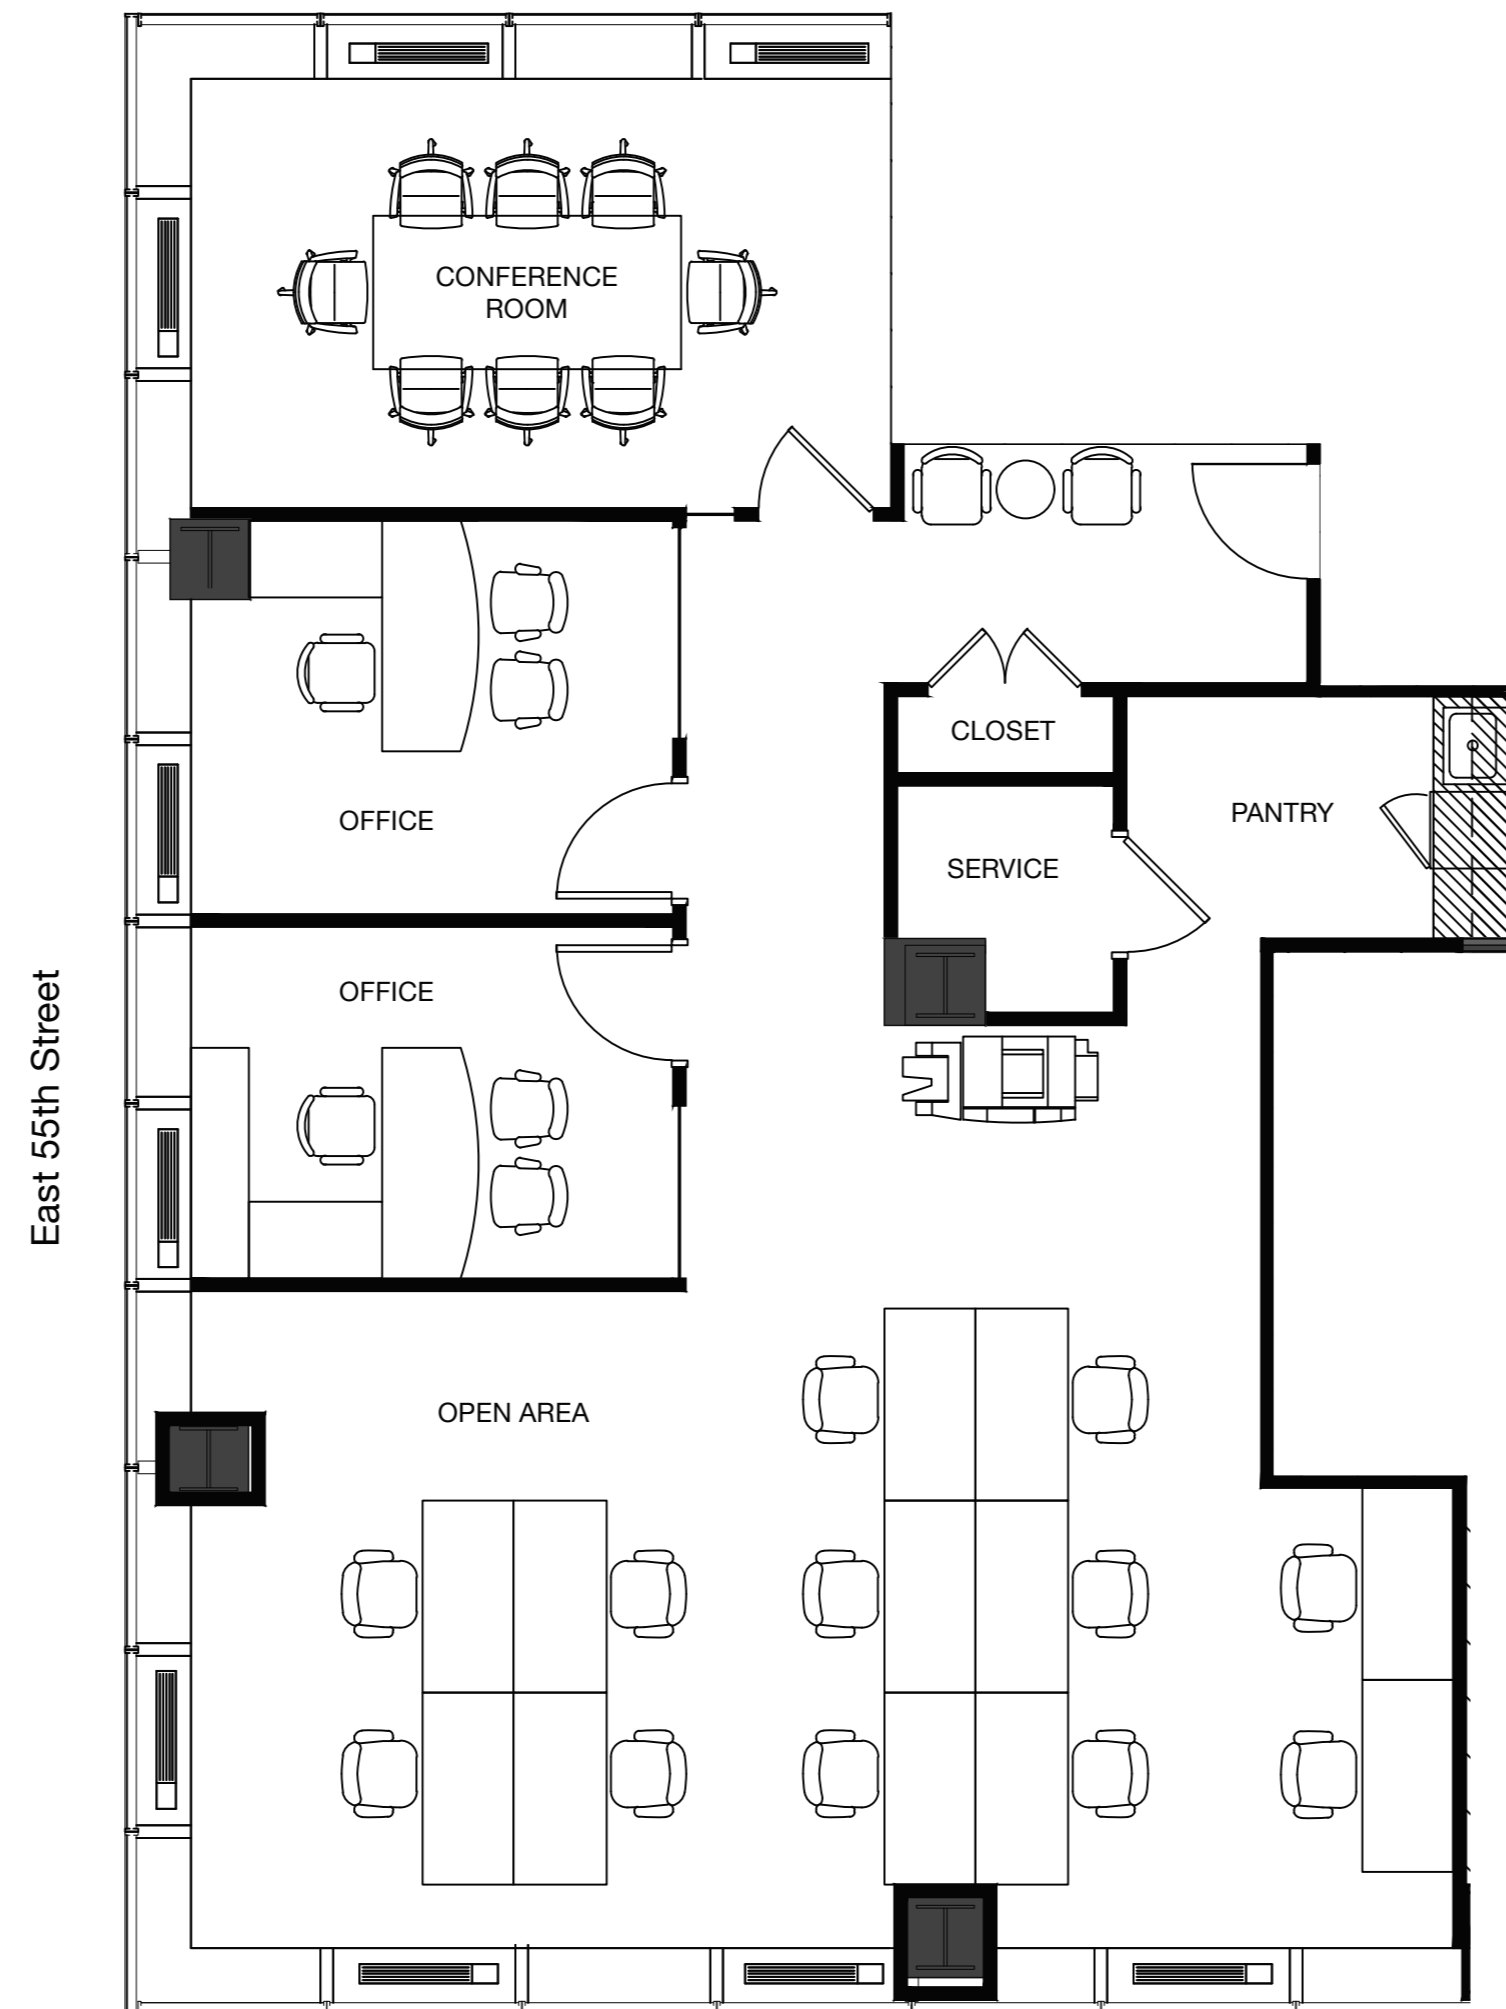 CONFERENCE
ROOM
CLOSET
PANTRY
OFFICE
SERVICE
OFFICE
East 55th Street
OPEN AREA